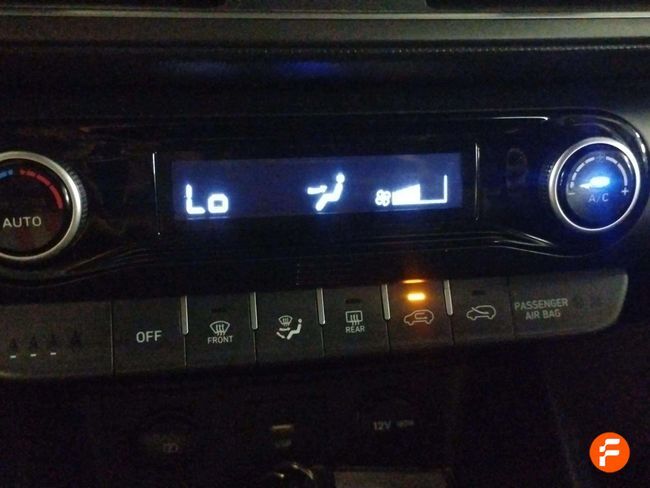 Lo
AUTO
A/C
OFF
FRONT
REAR
PASSENGER
AIR BAG
12V